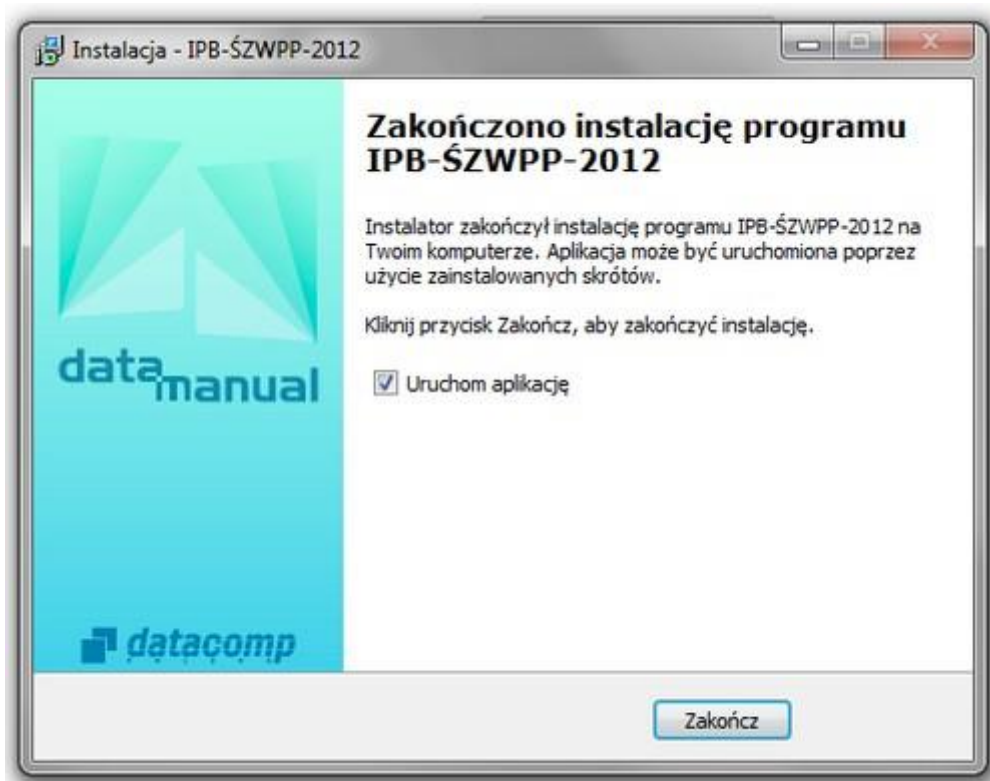 Instalacja - IPB-ŚZWPP-2012
Zakończono instalację programu
IPB-ŚZWPP-2012
Instalator zakończył instalację programu IPB-ŚZWPP-2012 na
Twoim komputerze. Aplikacja może być uruchomiona poprzez
użycie zainstalowanych skrótów.
Kliknij przycisk Zakończ, aby zakończyć instalację.
Uruchom aplikację
datamanual
datacomp
Zakończ